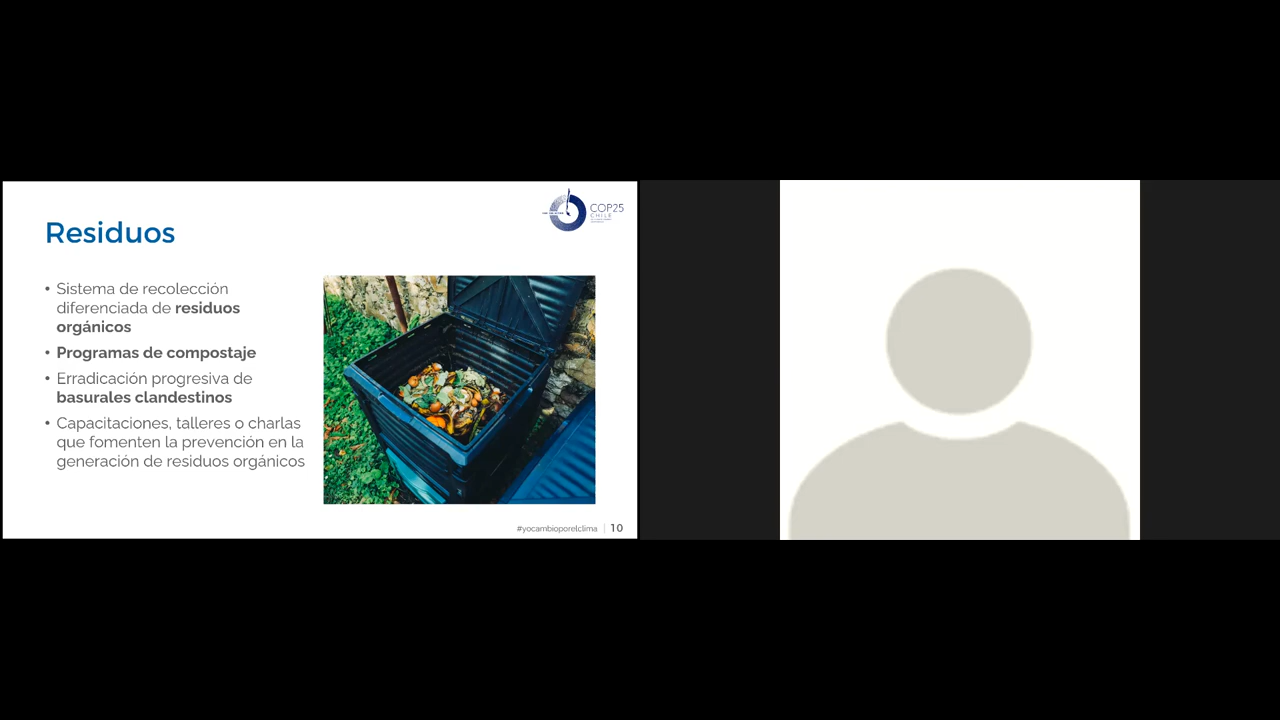 COP25
CHILE
Residuos
• Sistema de recolección
diferenciada de residuos
orgánicos
• Programas de compostaje
• Erradicación progresiva de
basurales clandestinos
• Capacitaciones, talleres o charlas
que fomenten la prevención en la
generación de residuos orgánicos
#yocambioporelclima | 10